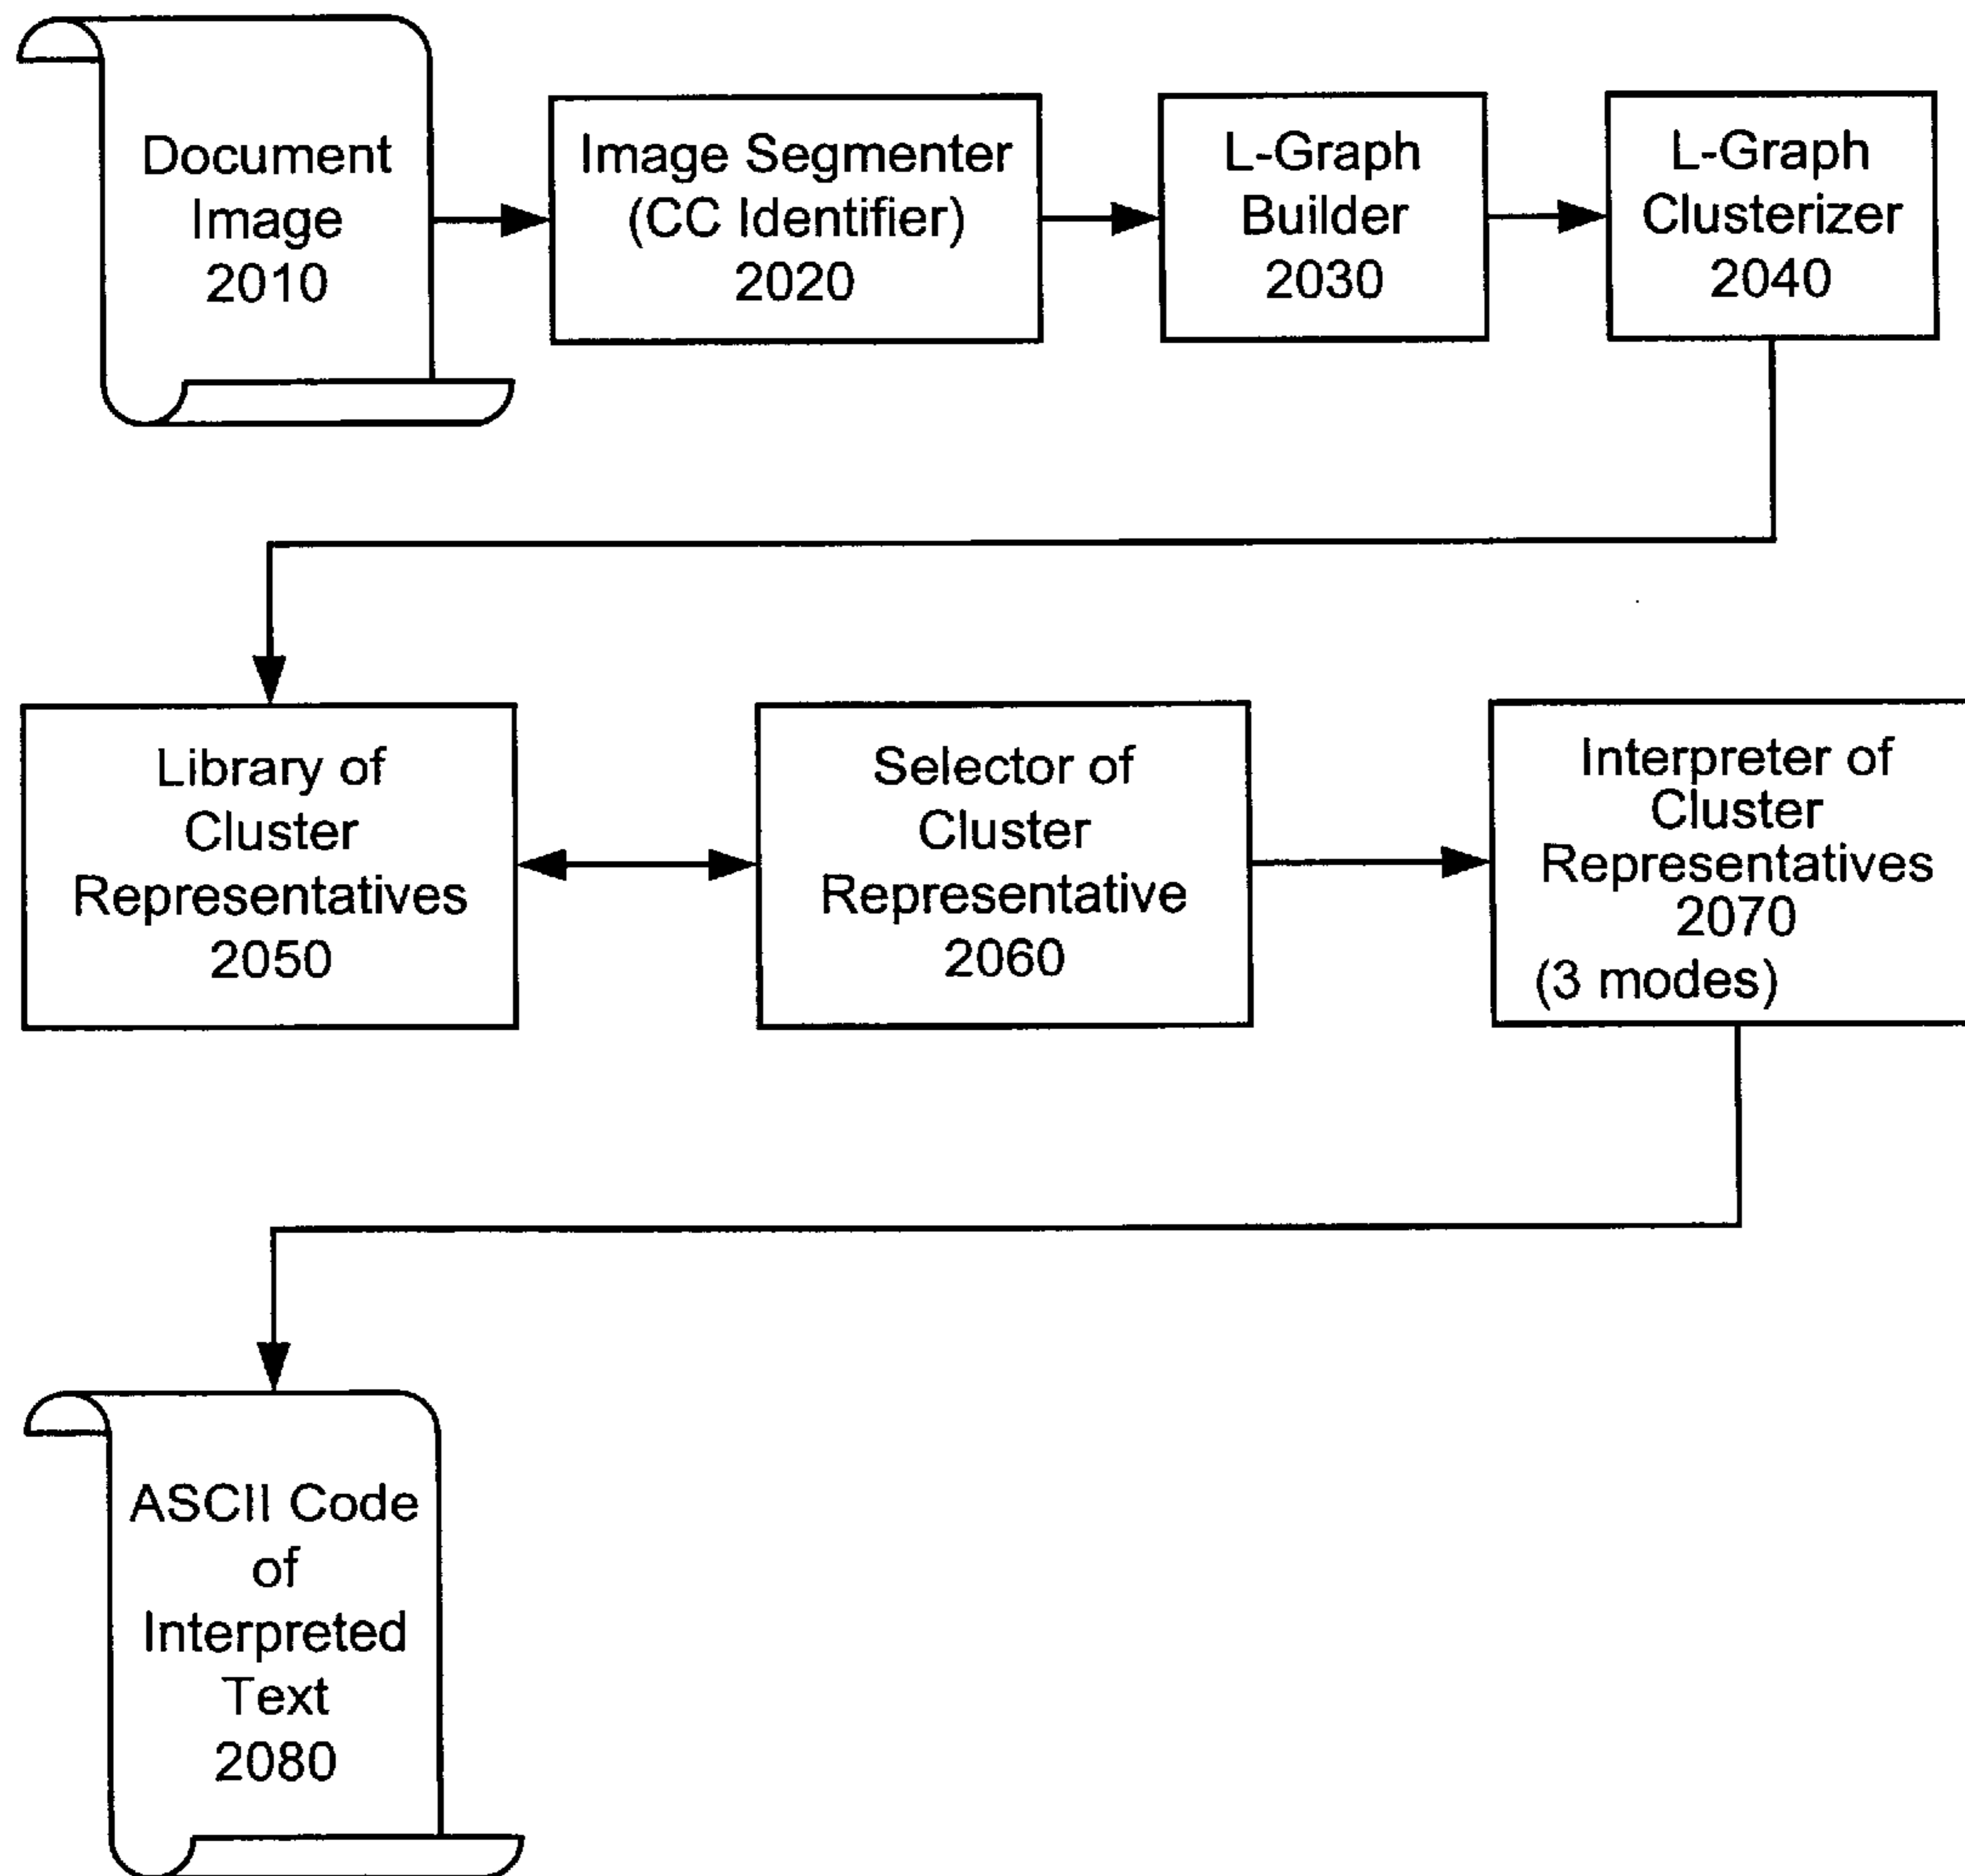 Document
Image
2010
Image Segmenter
(CC Identifier)
2020
L-Graph
Builder
2030
L-Graph
Clusterizer
2040
Library of
Cluster
Representatives
2050
Selector of
Cluster
Representative
2060
Interpreter of
Cluster
Representatives
2070
(3 modes)
ASCII Code
of
Interpreted
Text
2080